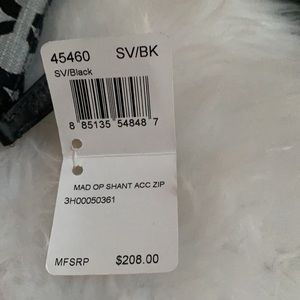 45460 SV/BK
SV/Black
8 85135 54848 7
MAD OP SHANT ACC ZIP
3H00050361
MFSRP $208.00